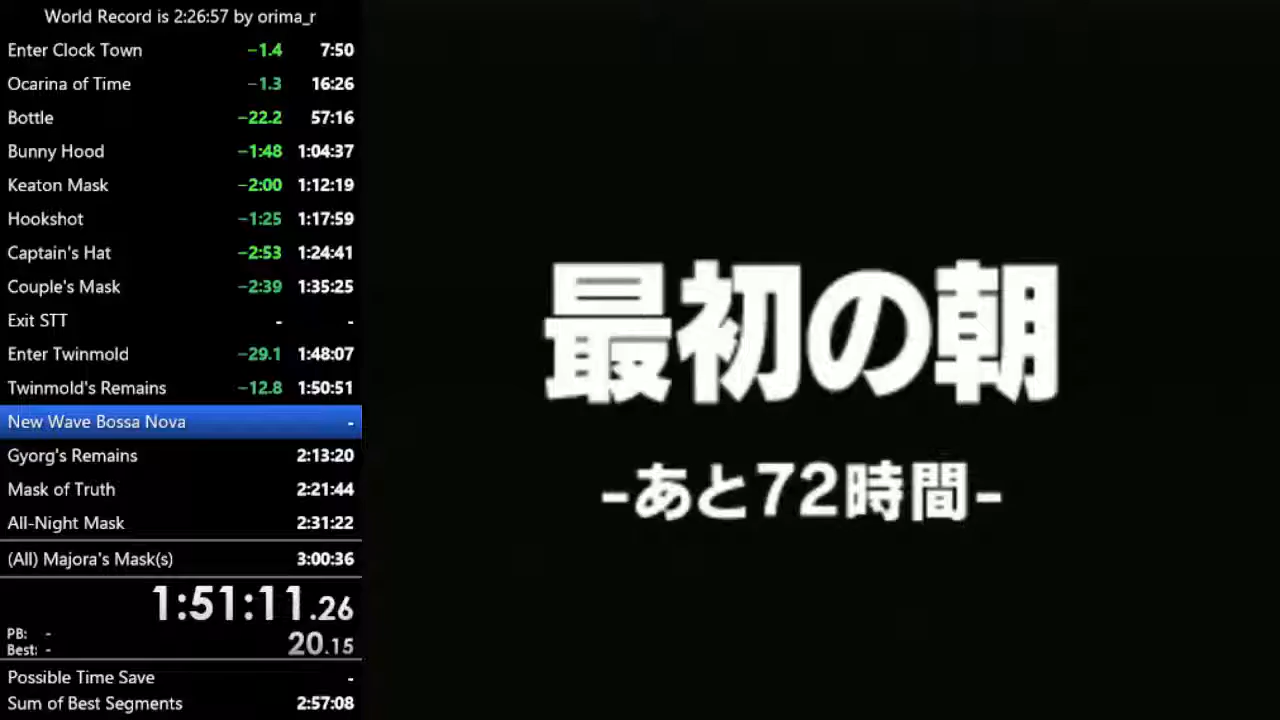 World Record is 2:26:57 by orima_r
Enter Clock Town −1.4 7:50
Ocarina of Time −1.3 16:26
Bottle −22.2 57:16
Bunny Hood −1:48 1:04:37
Keaton Mask −2:00 1:12:19
Hookshot −1:25 1:17:59
Captain's Hat −2:53 1:24:41
Couple's Mask −2:39 1:35:25
Exit STT - -
Enter Twinmold −29.1 1:48:07
Twinmold's Remains −12.8 1:50:51
New Wave Bossa Nova -
Gyorg's Remains 2:13:20
Mask of Truth 2:21:44
All-Night Mask 2:31:22
(All) Majora's Mask(s) 3:00:36
1:51:11.26
PB: -
Best: - 20.15
Possible Time Save -
Sum of Best Segments 2:57:08
最初の朝
-あと72時間-